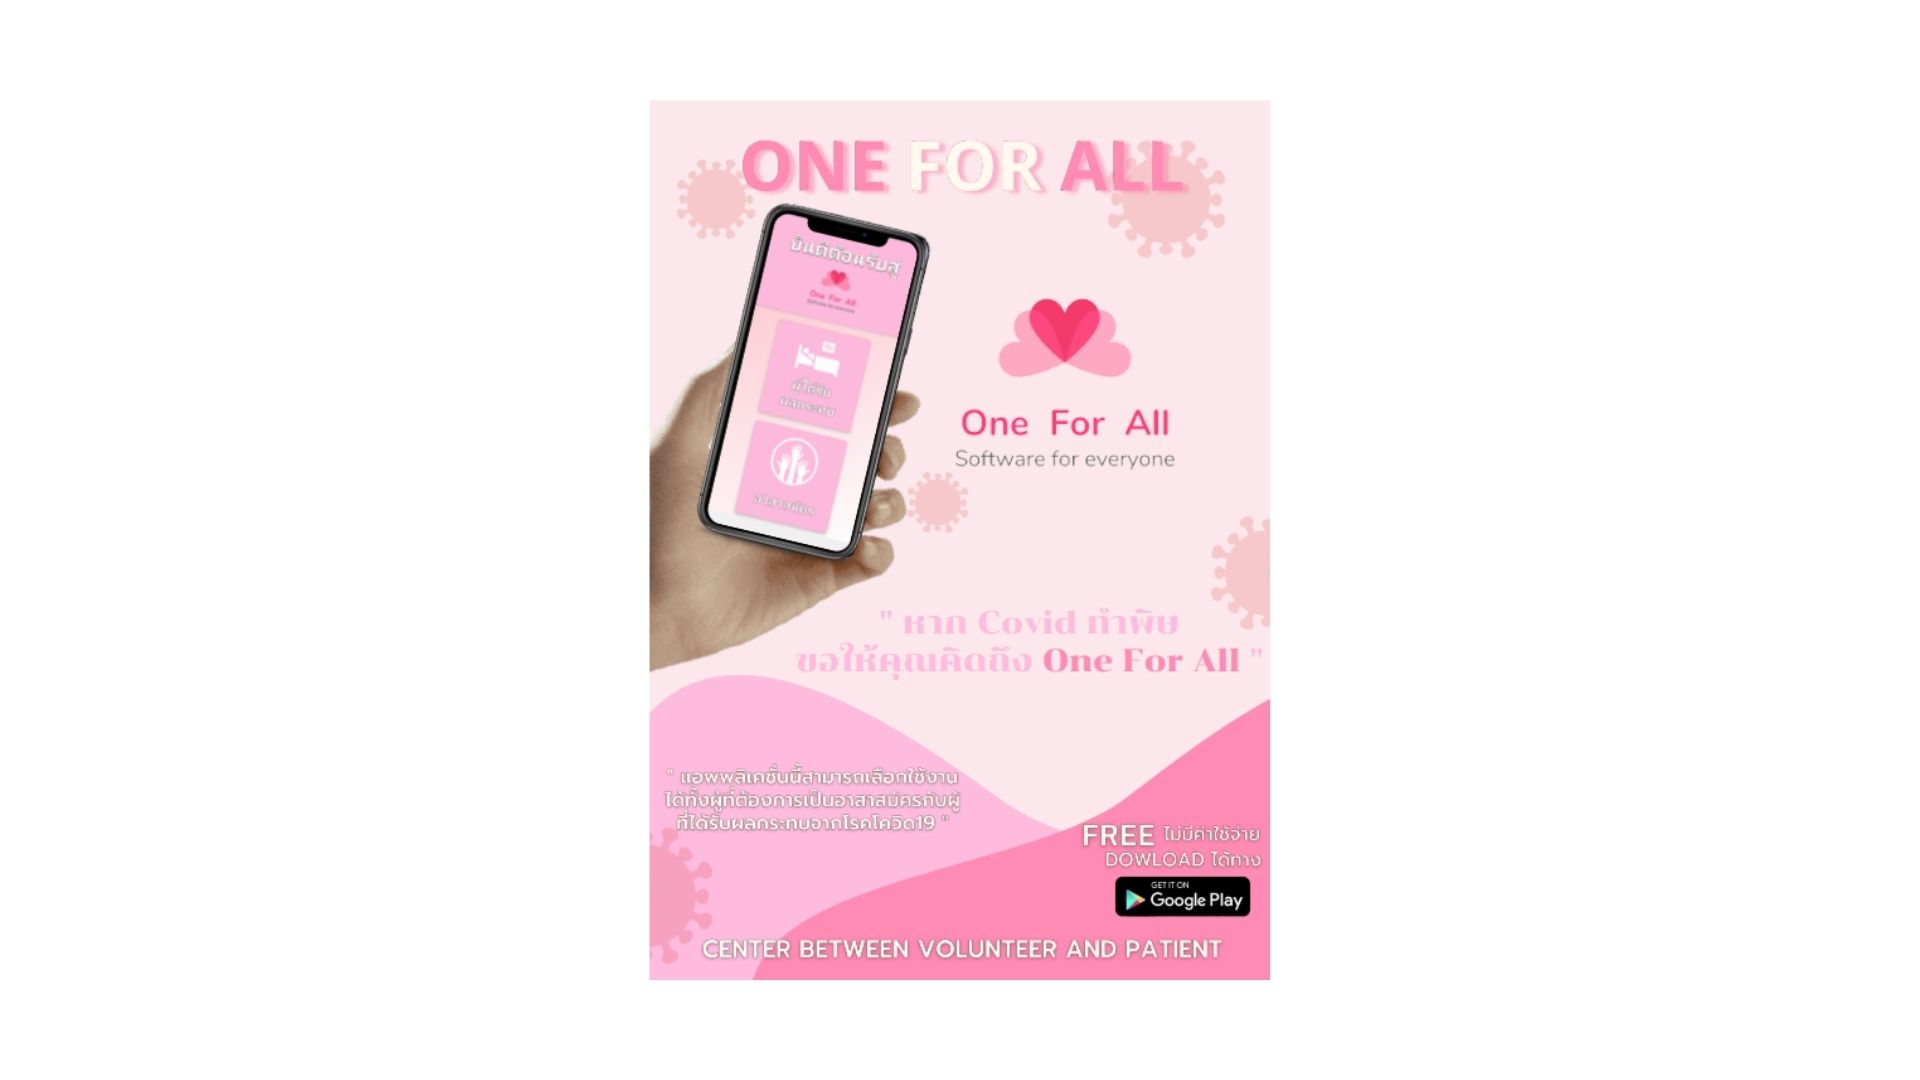 ONE FOR ALL
ยินดีต้อนรับสู่
One For All
Software for everyone
ผู้ได้รับ
ผลกระทบ
อาสาสมัคร
One For All
Software for everyone
" หาก Covid ทำพิษ
ขอให้คุณคิดถึง One For All "
" แอพพลิเคชั่นนี้สามารถเลือกใช้งาน
ได้ทั้งผู้ที่ต้องการเป็นอาสาสมัครกับผู้
ที่ได้รับผลกระทบจากโรคโควิด19 "
FREE ไม่มีค่าใช้จ่าย
DOWLOAD ได้ทาง
GET IT ON
Google Play
CENTER BETWEEN VOLUNTEER AND PATIENT